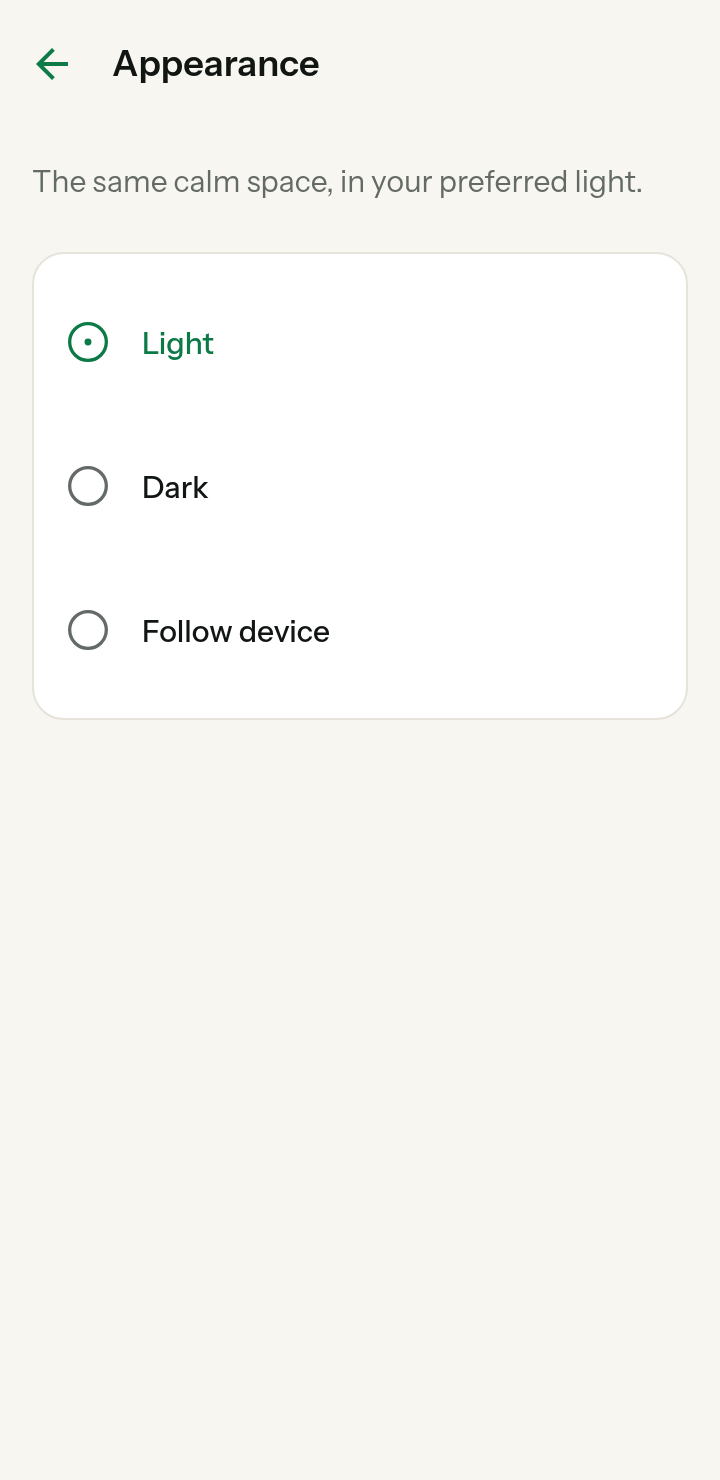 Appearance
The same calm space, in your preferred light.
Light
Dark
Follow device